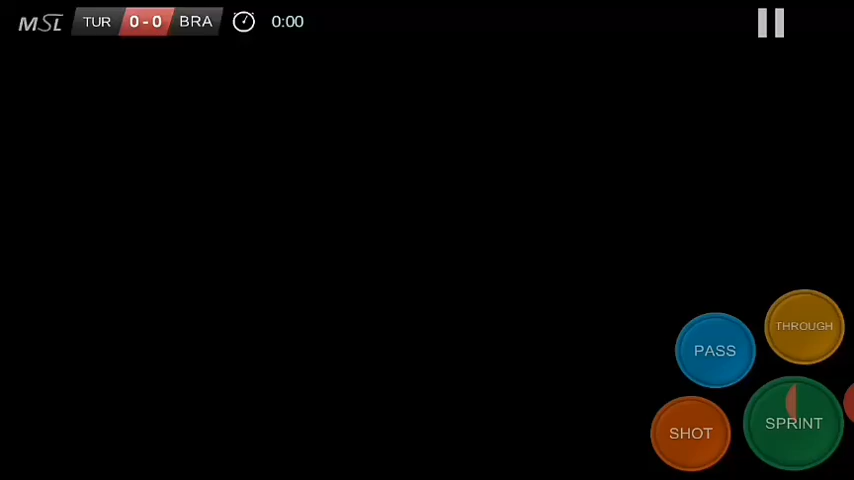 MSL TUR 0-0 BRA 0:00
THROUGH
PASS
SPRINT
SHOT